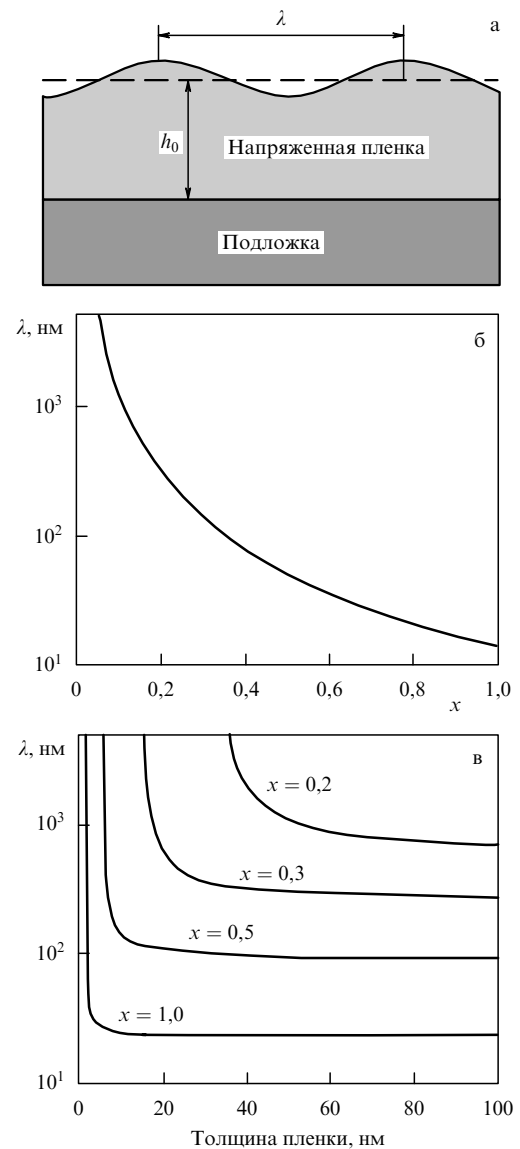 λ
а
h₀
Напряженная пленка
Подложка
λ, нм
б
10³
10²
10¹
0 0,2 0,4 0,6 0,8 1,0
x
λ, нм
в
x = 0,2
10³
x = 0,3
x = 0,5
10²
x = 1,0
10¹
0 20 40 60 80 100
Толщина пленки, нм